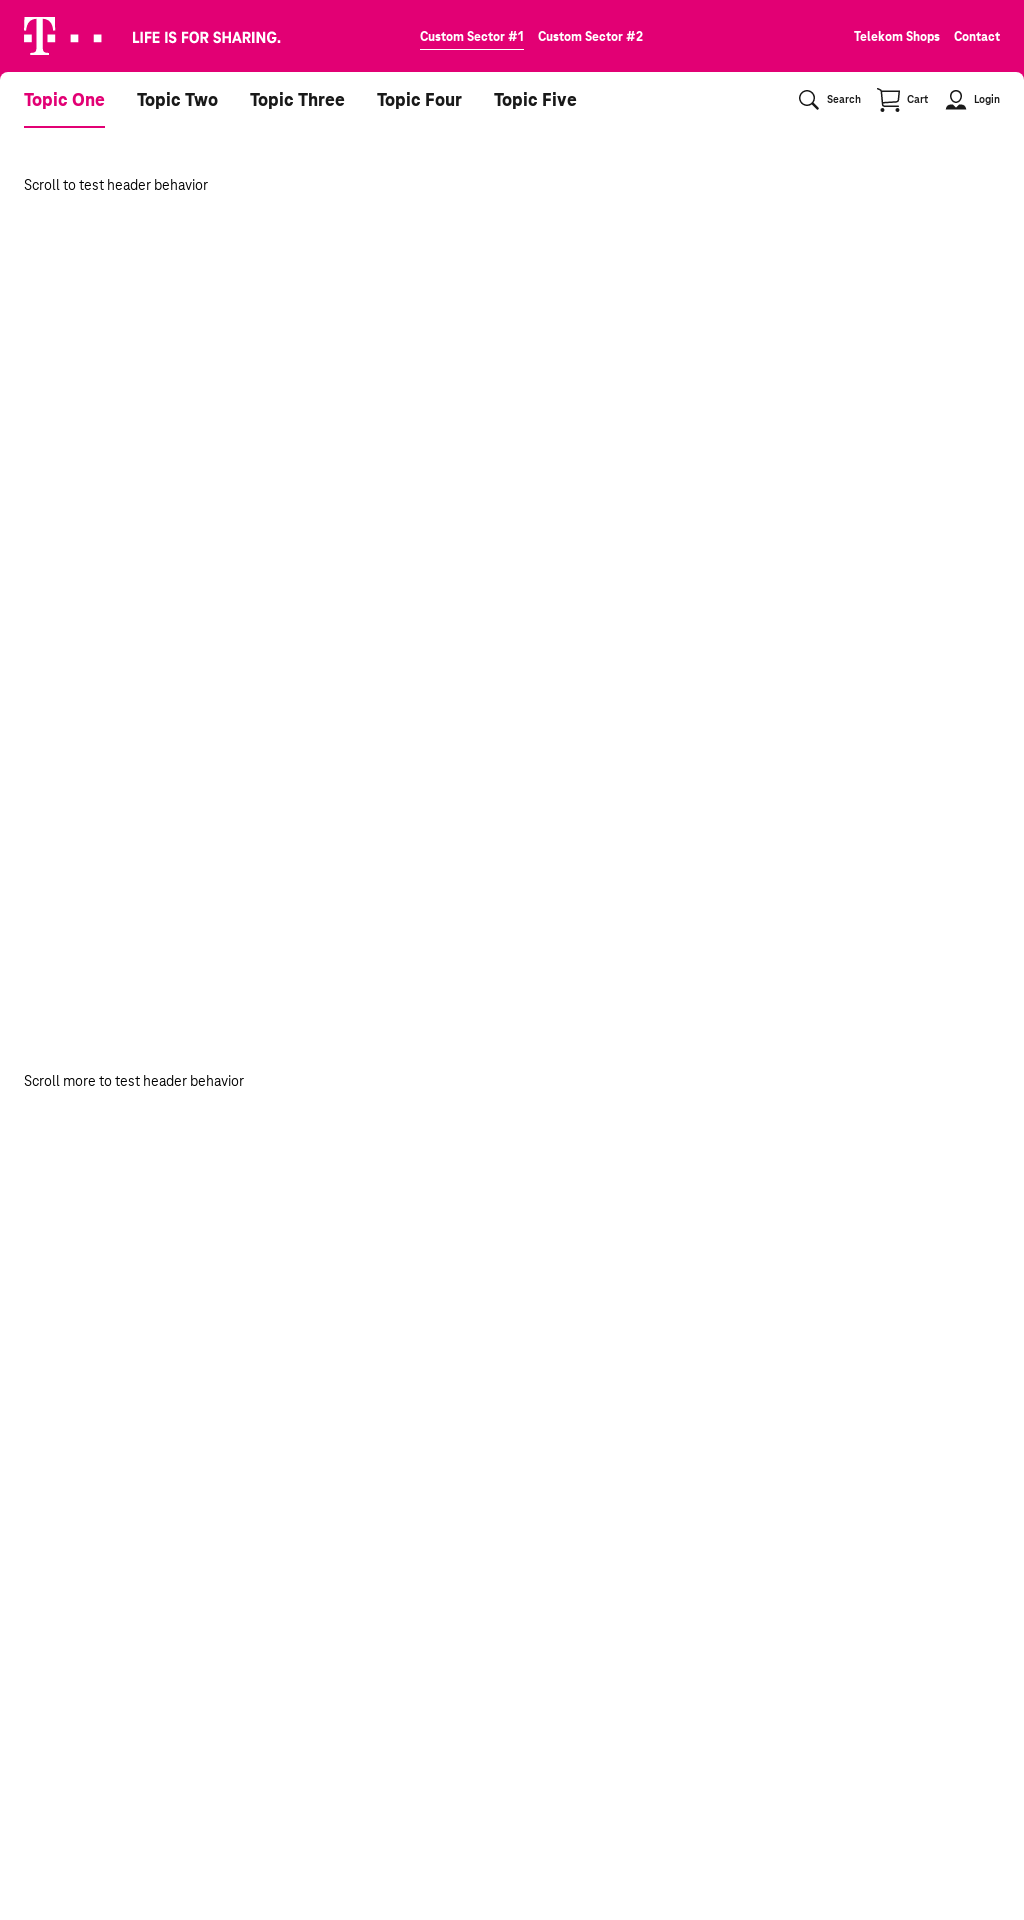 T
LIFE IS FOR SHARING.
Custom Sector #1
Custom Sector #2
Telekom Shops
Contact
Topic One
Topic Two
Topic Three
Topic Four
Topic Five
Search
Cart
Login
Scroll to test header behavior
Scroll more to test header behavior